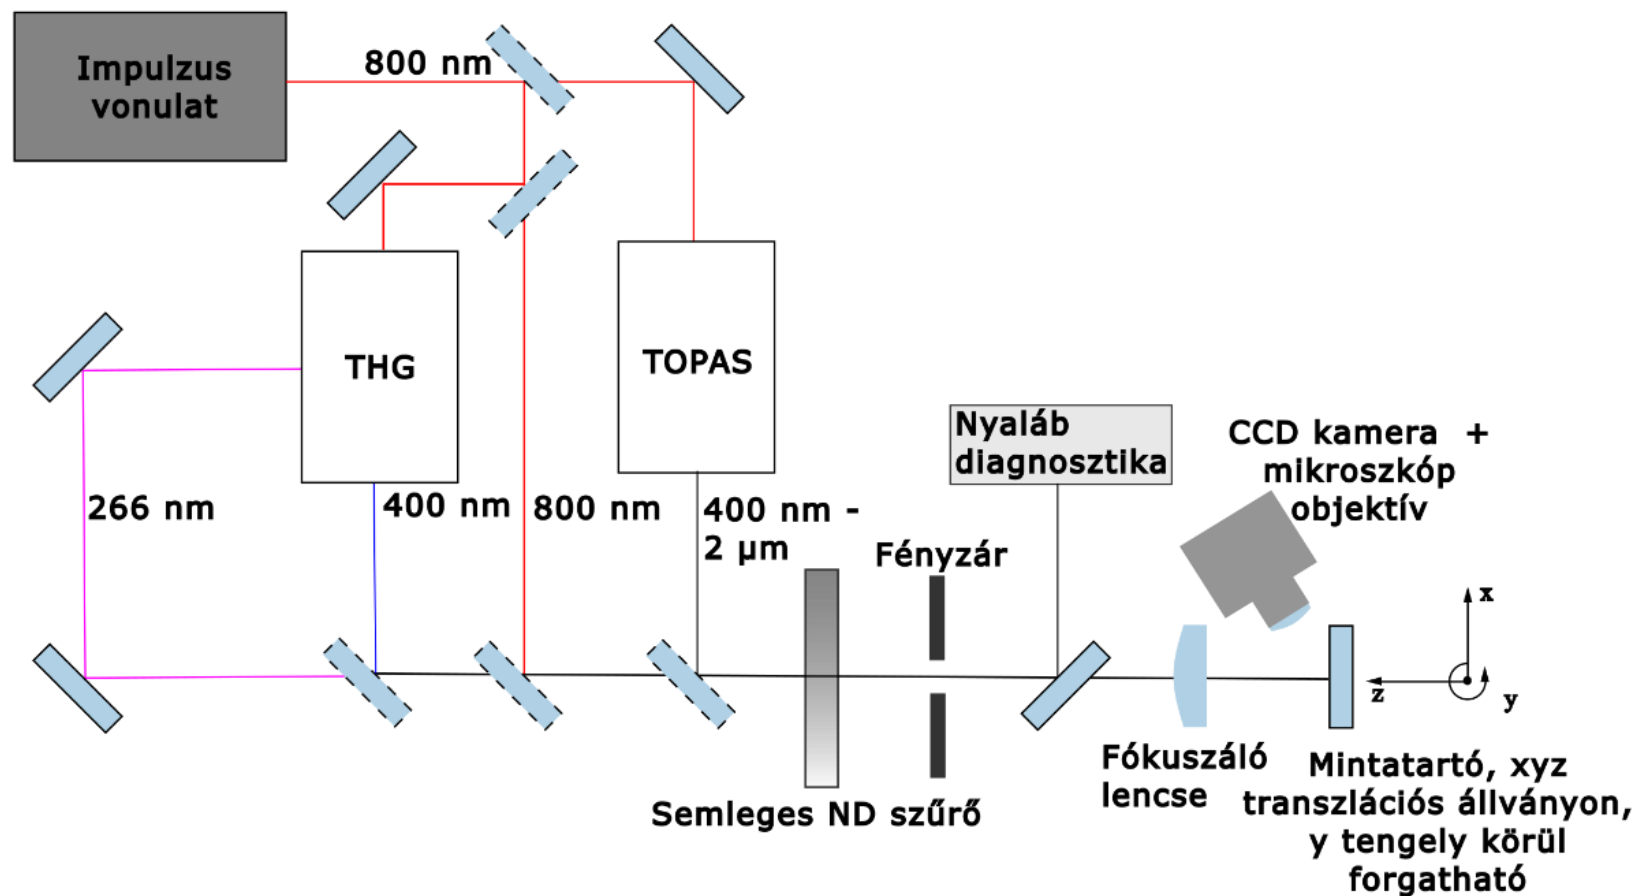 Impulzus
vonulat
800 nm
THG
TOPAS
266 nm
400 nm
800 nm
400 nm -
2 µm
Nyaláb
diagnosztika
Fényzár
CCD kamera +
mikroszkóp
objektív
x
z
y
Fókuszáló
lencse
Semleges ND szűrő
Mintatartó, xyz
transzlációs állványon,
y tengely körül
forgatható